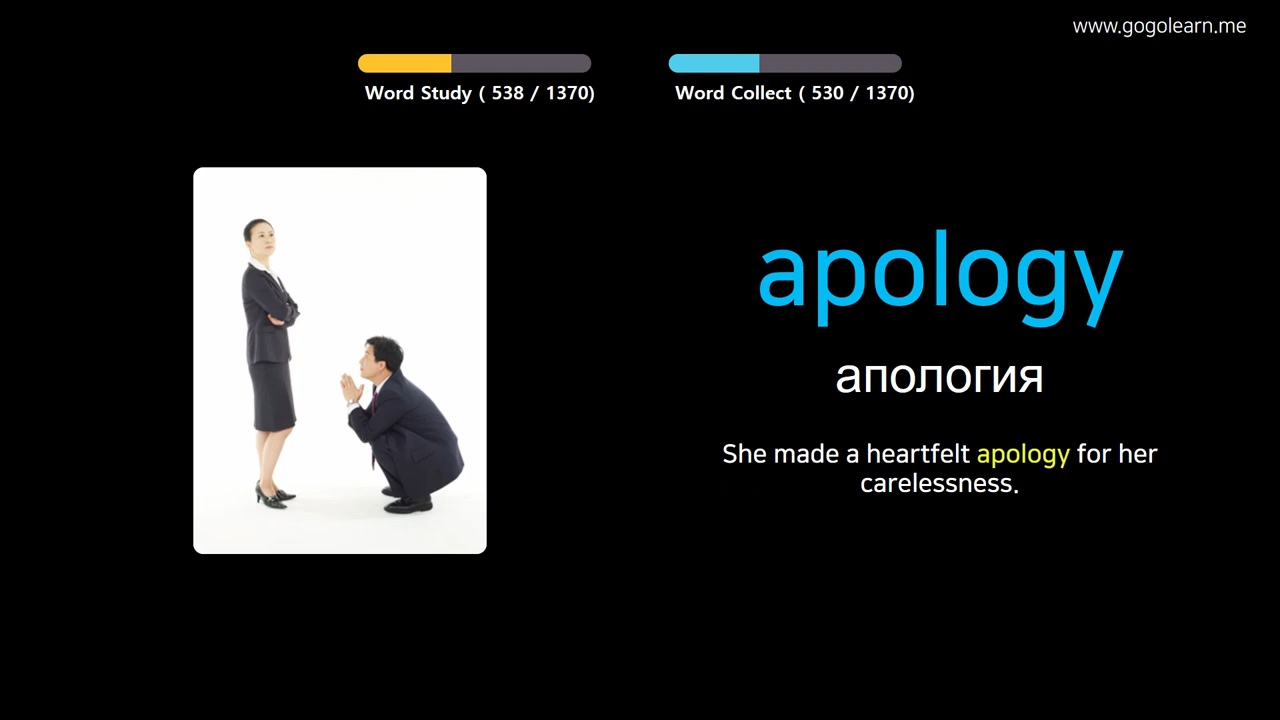 www.gogolearn.me
Word Study ( 538 / 1370)
Word Collect ( 530 / 1370)
apology
апология
She made a heartfelt apology for her
carelessness.